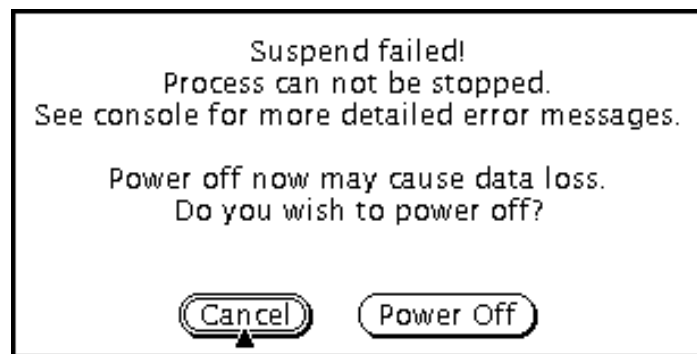 Suspend failed!
Process can not be stopped.
See console for more detailed error messages.
Power off now may cause data loss.
Do you wish to power off?
Cancel Power Off